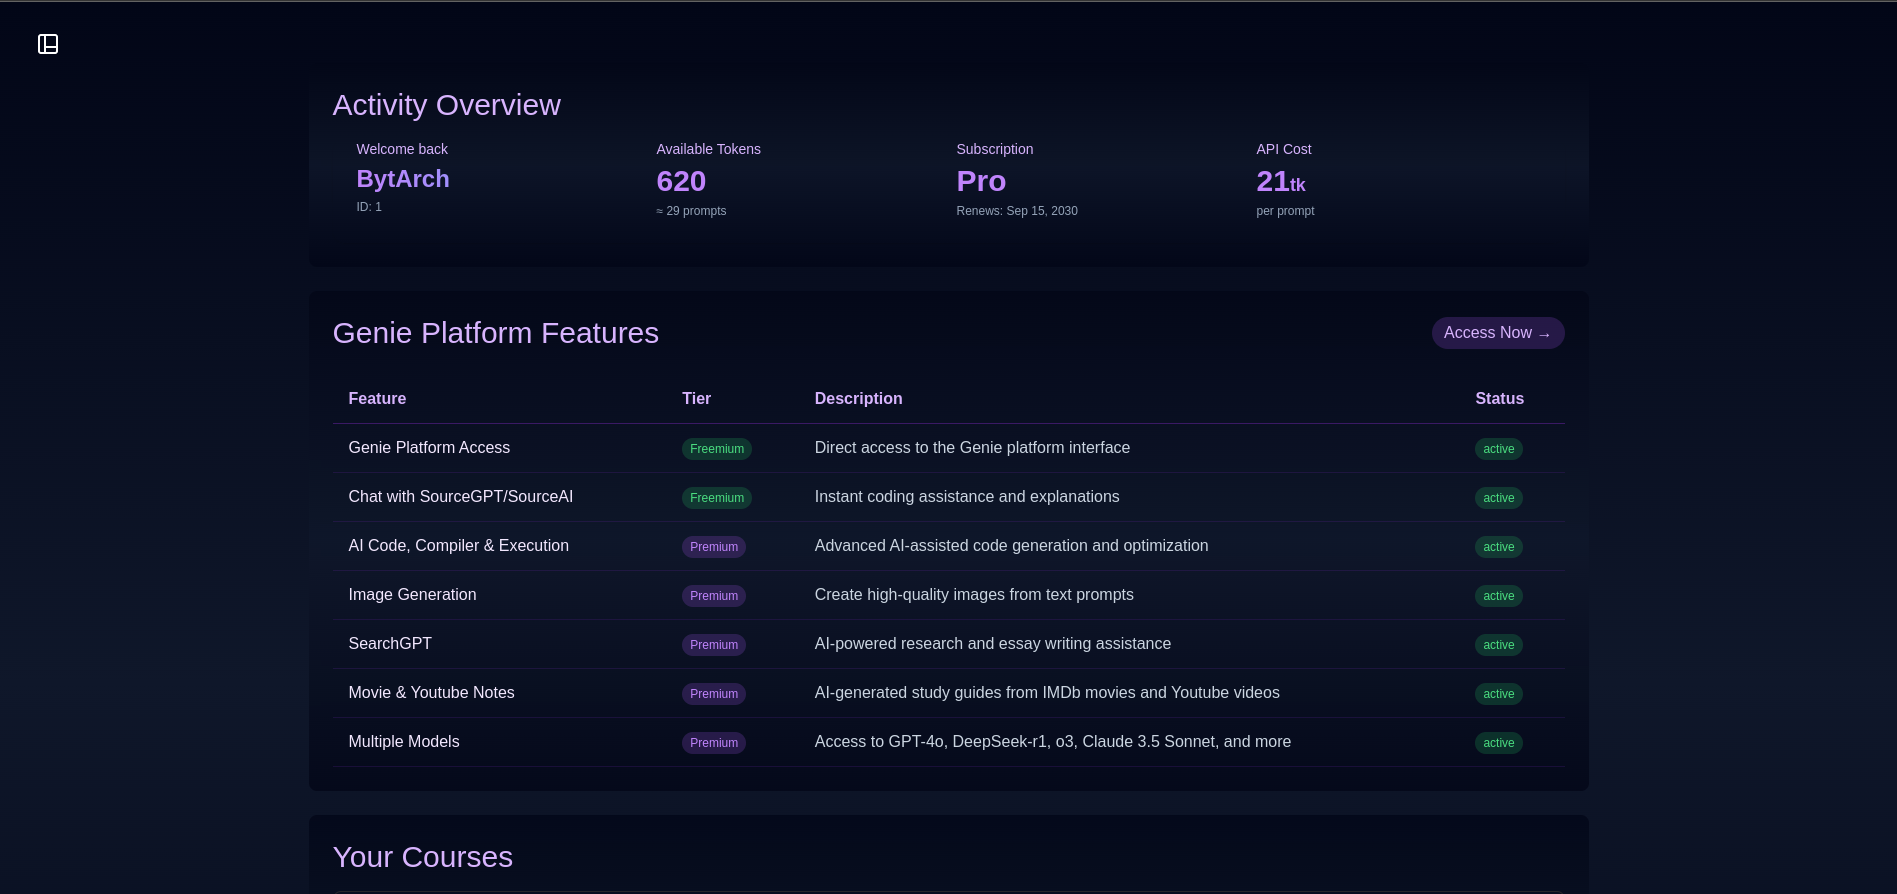 Activity Overview
Welcome back
BytArch
ID: 1
Available Tokens
620
≈ 29 prompts
Subscription
Pro
Renews: Sep 15, 2030
API Cost
21tk
per prompt
Genie Platform Features
Access Now →
Feature Tier Description Status
Genie Platform Access Freemium Direct access to the Genie platform interface active
Chat with SourceGPT/SourceAI Freemium Instant coding assistance and explanations active
AI Code, Compiler & Execution Premium Advanced AI-assisted code generation and optimization active
Image Generation Premium Create high-quality images from text prompts active
SearchGPT Premium AI-powered research and essay writing assistance active
Movie & Youtube Notes Premium AI-generated study guides from IMDb movies and Youtube videos active
Multiple Models Premium Access to GPT-4o, DeepSeek-r1, o3, Claude 3.5 Sonnet, and more active
Your Courses